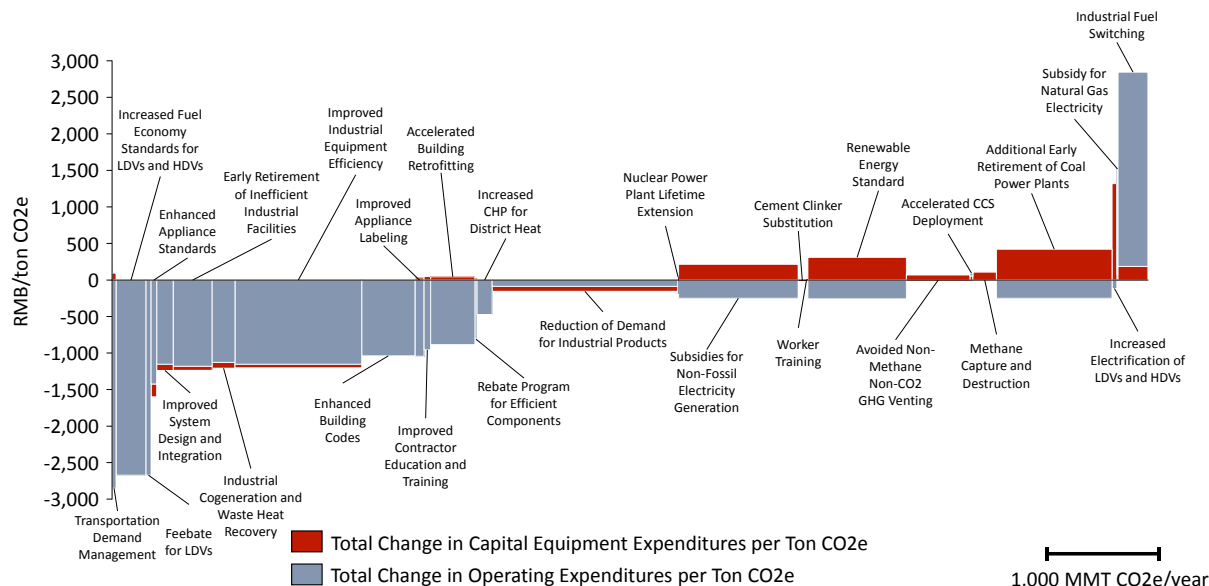 Industrial Fuel
Switching
3,000
2,500
2,000
1,500
1,000
500
0
-500
-1,000
-1,500
-2,000
-2,500
-3,000
RMB/ton CO2e
Increased Fuel
Economy
Standards for
LDVs and HDVs
Enhanced
Appliance
Standards
Early Retirement
of Inefficient
Industrial
Facilities
Improved
Industrial
Equipment
Efficiency
Improved
Appliance
Labeling
Accelerated
Building
Retrofitting
Increased
CHP for
District Heat
Nuclear Power
Plant Lifetime
Extension
Cement Clinker
Substitution
Renewable
Energy
Standard
Accelerated CCS
Deployment
Additional Early
Retirement of Coal
Power Plants
Subsidy for
Natural Gas
Electricity
Transportation
Demand
Management
Feebate
for LDVs
Improved
System
Design and
Integration
Industrial
Cogeneration and
Waste Heat
Recovery
Enhanced
Building
Codes
Improved
Contractor
Education and
Training
Rebate Program
for Efficient
Components
Reduction of Demand
for Industrial Products
Subsidies for
Non-Fossil
Electricity
Generation
Worker
Training
Avoided Non-
Methane
Non-CO2
GHG Venting
Methane
Capture and
Destruction
Increased
Electrification of
LDVs and HDVs
Total Change in Capital Equipment Expenditures per Ton CO2e
Total Change in Operating Expenditures per Ton CO2e
1,000 MMT CO2e/year